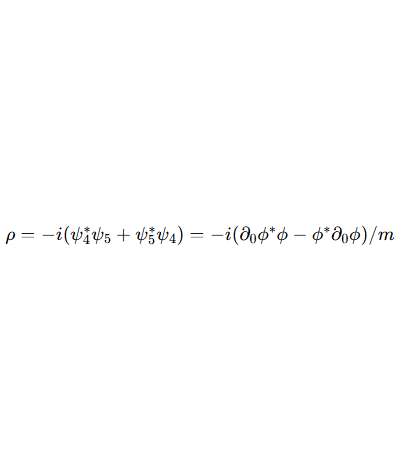 ρ = −i(ψ₄*ψ₅ + ψ₅*ψ₄) = −i(∂₀ϕ*ϕ − ϕ*∂₀ϕ)/m